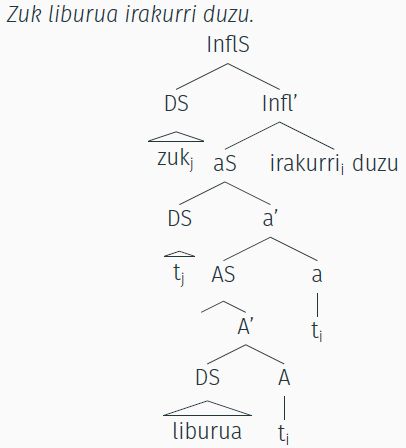 Zuk liburua irakurri duzu.
InflS
DS Infl’
zukj aS irakurrii duzu
DS a’
tj AS a
A’ ti
DS A
liburua ti